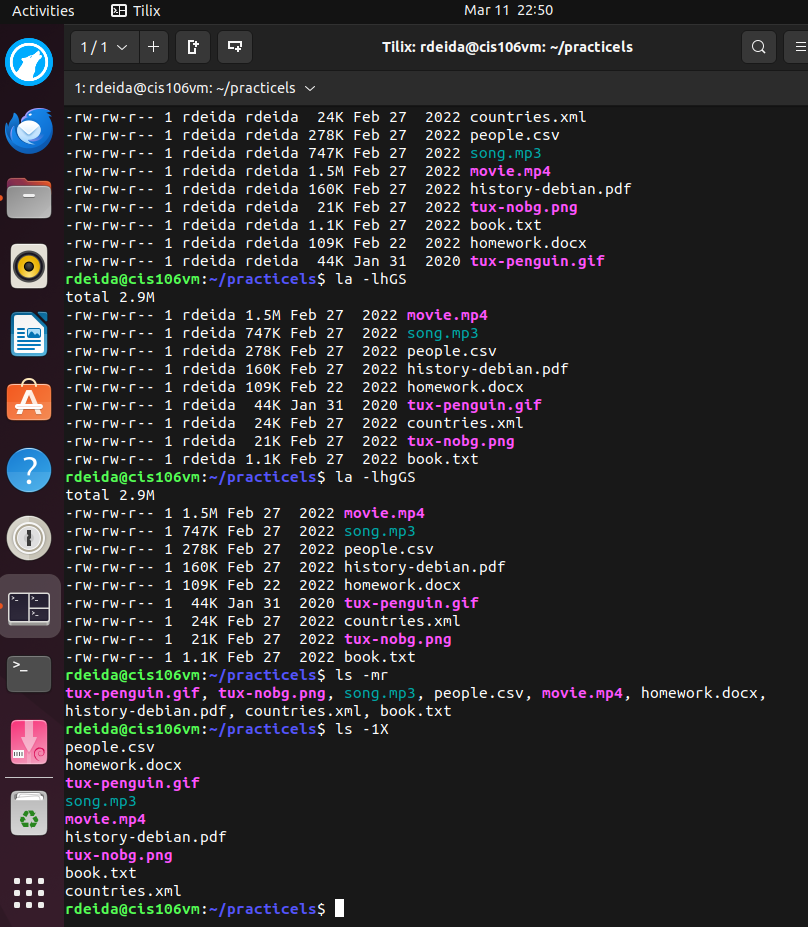 Activities Tilix Mar 11 22:50
1 / 1 Tilix: rdeida@cis106vm: ~/practicels
1: rdeida@cis106vm: ~/practicels
-rw-rw-r-- 1 rdeida rdeida  24K Feb 27  2022 countries.xml
-rw-rw-r-- 1 rdeida rdeida 278K Feb 27  2022 people.csv
-rw-rw-r-- 1 rdeida rdeida 747K Feb 27  2022 song.mp3
-rw-rw-r-- 1 rdeida rdeida 1.5M Feb 27  2022 movie.mp4
-rw-rw-r-- 1 rdeida rdeida 160K Feb 27  2022 history-debian.pdf
-rw-rw-r-- 1 rdeida rdeida  21K Feb 27  2022 tux-nobg.png
-rw-rw-r-- 1 rdeida rdeida 1.1K Feb 27  2022 book.txt
-rw-rw-r-- 1 rdeida rdeida 109K Feb 22  2022 homework.docx
-rw-rw-r-- 1 rdeida rdeida  44K Jan 31  2020 tux-penguin.gif
rdeida@cis106vm:~/practicels$ la -lhGS
total 2.9M
-rw-rw-r-- 1 rdeida 1.5M Feb 27  2022 movie.mp4
-rw-rw-r-- 1 rdeida 747K Feb 27  2022 song.mp3
-rw-rw-r-- 1 rdeida 278K Feb 27  2022 people.csv
-rw-rw-r-- 1 rdeida 160K Feb 27  2022 history-debian.pdf
-rw-rw-r-- 1 rdeida 109K Feb 22  2022 homework.docx
-rw-rw-r-- 1 rdeida  44K Jan 31  2020 tux-penguin.gif
-rw-rw-r-- 1 rdeida  24K Feb 27  2022 countries.xml
-rw-rw-r-- 1 rdeida  21K Feb 27  2022 tux-nobg.png
-rw-rw-r-- 1 rdeida 1.1K Feb 27  2022 book.txt
rdeida@cis106vm:~/practicels$ la -lhgGS
total 2.9M
-rw-rw-r-- 1 1.5M Feb 27  2022 movie.mp4
-rw-rw-r-- 1 747K Feb 27  2022 song.mp3
-rw-rw-r-- 1 278K Feb 27  2022 people.csv
-rw-rw-r-- 1 160K Feb 27  2022 history-debian.pdf
-rw-rw-r-- 1 109K Feb 22  2022 homework.docx
-rw-rw-r-- 1  44K Jan 31  2020 tux-penguin.gif
-rw-rw-r-- 1  24K Feb 27  2022 countries.xml
-rw-rw-r-- 1  21K Feb 27  2022 tux-nobg.png
-rw-rw-r-- 1 1.1K Feb 27  2022 book.txt
rdeida@cis106vm:~/practicels$ ls -mr
tux-penguin.gif, tux-nobg.png, song.mp3, people.csv, movie.mp4, homework.docx,
history-debian.pdf, countries.xml, book.txt
rdeida@cis106vm:~/practicels$ ls -1X
people.csv
homework.docx
tux-penguin.gif
song.mp3
movie.mp4
history-debian.pdf
tux-nobg.png
book.txt
countries.xml
rdeida@cis106vm:~/practicels$